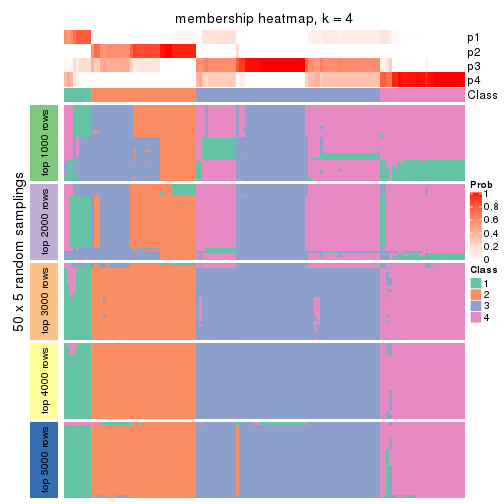 membership heatmap, k = 4
p1
p2
p3
p4
Class
50 x 5 random samplings
top 1000 rows
top 2000 rows
top 3000 rows
top 4000 rows
top 5000 rows
Prob
1
0.8
0.6
0.4
0.2
0
Class
1
2
3
4